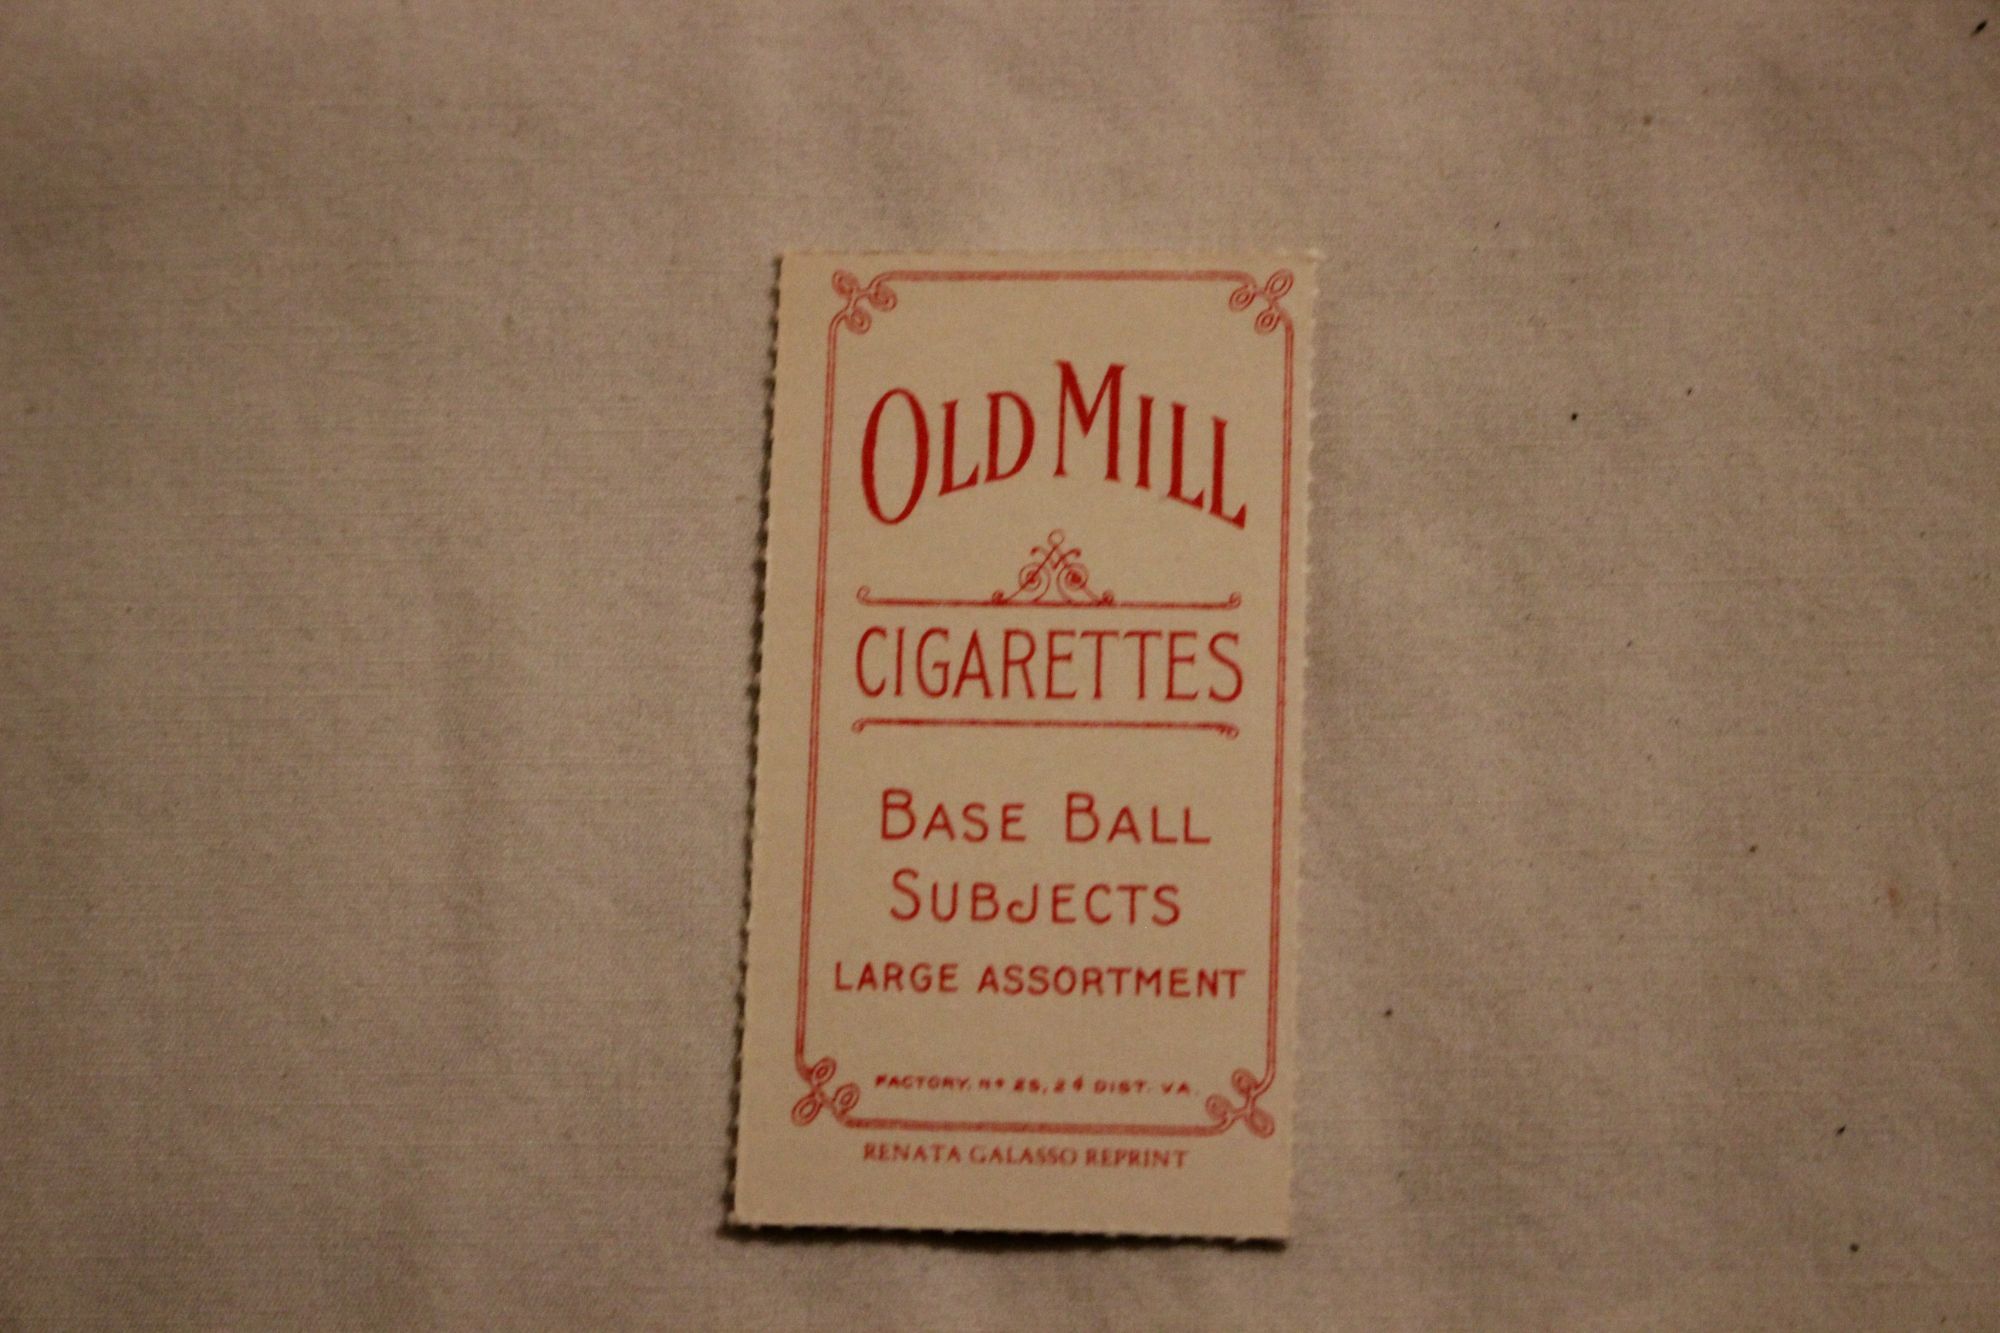 OLD MILL
CIGARETTES
BASE BALL
SUBJECTS
LARGE ASSORTMENT
FACTORY. Nº 25, 2d DIST. VA.
RENATA GALASSO REPRINT